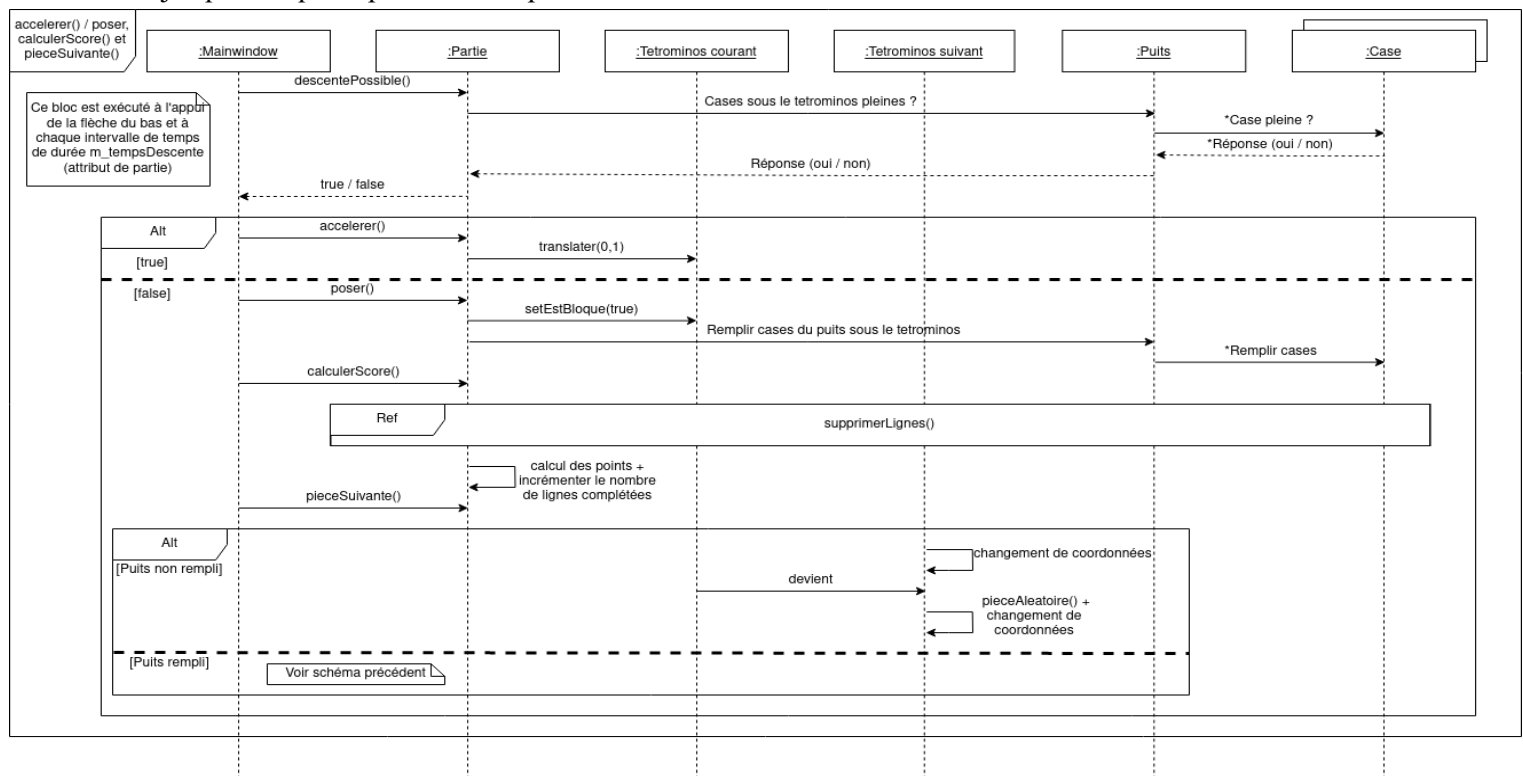 accelerer() / poser,
calculerScore() et
pieceSuivante()
:Mainwindow
:Partie
:Tetrominos courant
:Tetrominos suivant
:Puits
:Case
descentePossible()
Ce bloc est exécuté à l'appui
de la flèche du bas et à
chaque intervalle de temps
de durée m_tempsDescente
(attribut de partie)
Cases sous le tetrominos pleines ?
*Case pleine ?
*Réponse (oui / non)
Réponse (oui / non)
true / false
Alt
accelerer()
[true]
translater(0,1)
[false]
poser()
setEstBloque(true)
Remplir cases du puits sous le tetrominos
*Remplir cases
calculerScore()
Ref
supprimerLignes()
calcul des points +
incrémenter le nombre
de lignes complétées
pieceSuivante()
Alt
[Puits non rempli]
changement de coordonnées
devient
pieceAleatoire() +
changement de
coordonnées
[Puits rempli]
Voir schéma précédent